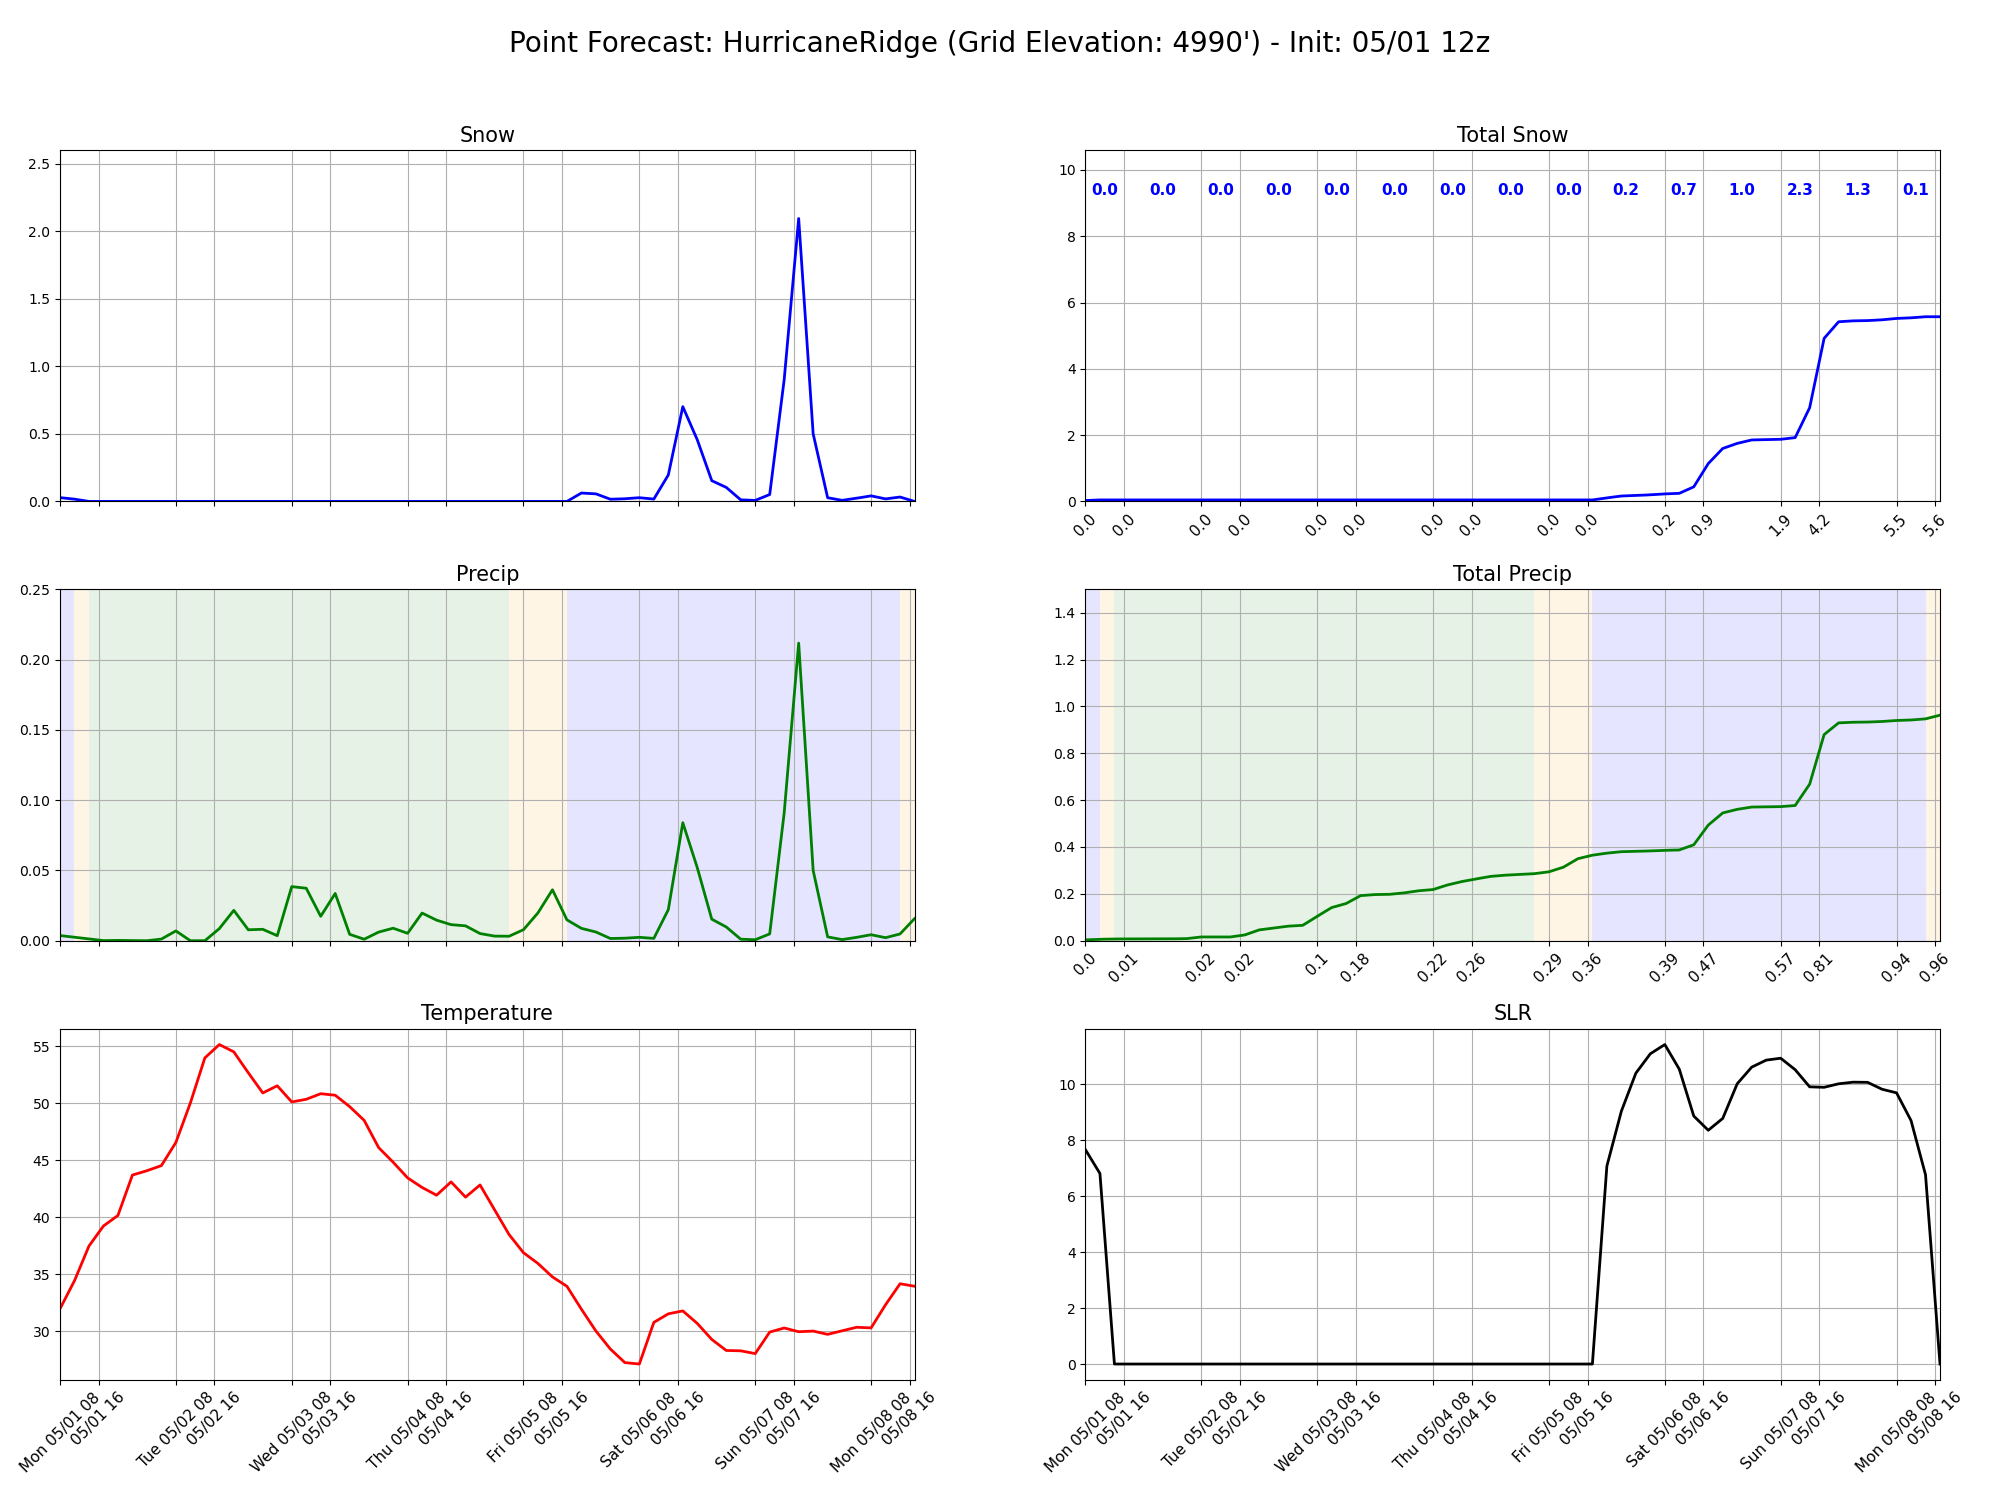 Point Forecast: HurricaneRidge (Grid Elevation: 4990') - Init: 05/01 12z
Snow
2.5
2.0
1.5
1.0
0.5
0.0
Total Snow
10
8
6
4
2
0
0.0 0.0 0.0 0.0 0.0 0.0 0.0 0.0 0.0 0.2 0.7 1.0 2.3 1.3 0.1
0.0 0.0 0.0 0.0 0.0 0.0 0.0 0.0 0.0 0.0 0.2 0.9 1.9 4.2 5.5 5.6
Precip
0.25
0.20
0.15
0.10
0.05
0.00
Total Precip
1.4
1.2
1.0
0.8
0.6
0.4
0.2
0.0
0.0 0.01 0.02 0.02 0.1 0.18 0.22 0.26 0.29 0.36 0.39 0.47 0.57 0.81 0.94 0.96
Temperature
55
50
45
40
35
30
Mon 05/01 08
05/01 16
Tue 05/02 08
05/02 16
Wed 05/03 08
05/03 16
Thu 05/04 08
05/04 16
Fri 05/05 08
05/05 16
Sat 05/06 08
05/06 16
Sun 05/07 08
05/07 16
Mon 05/08 08
05/08 16
SLR
10
8
6
4
2
0
Mon 05/01 08
05/01 16
Tue 05/02 08
05/02 16
Wed 05/03 08
05/03 16
Thu 05/04 08
05/04 16
Fri 05/05 08
05/05 16
Sat 05/06 08
05/06 16
Sun 05/07 08
05/07 16
Mon 05/08 08
05/08 16